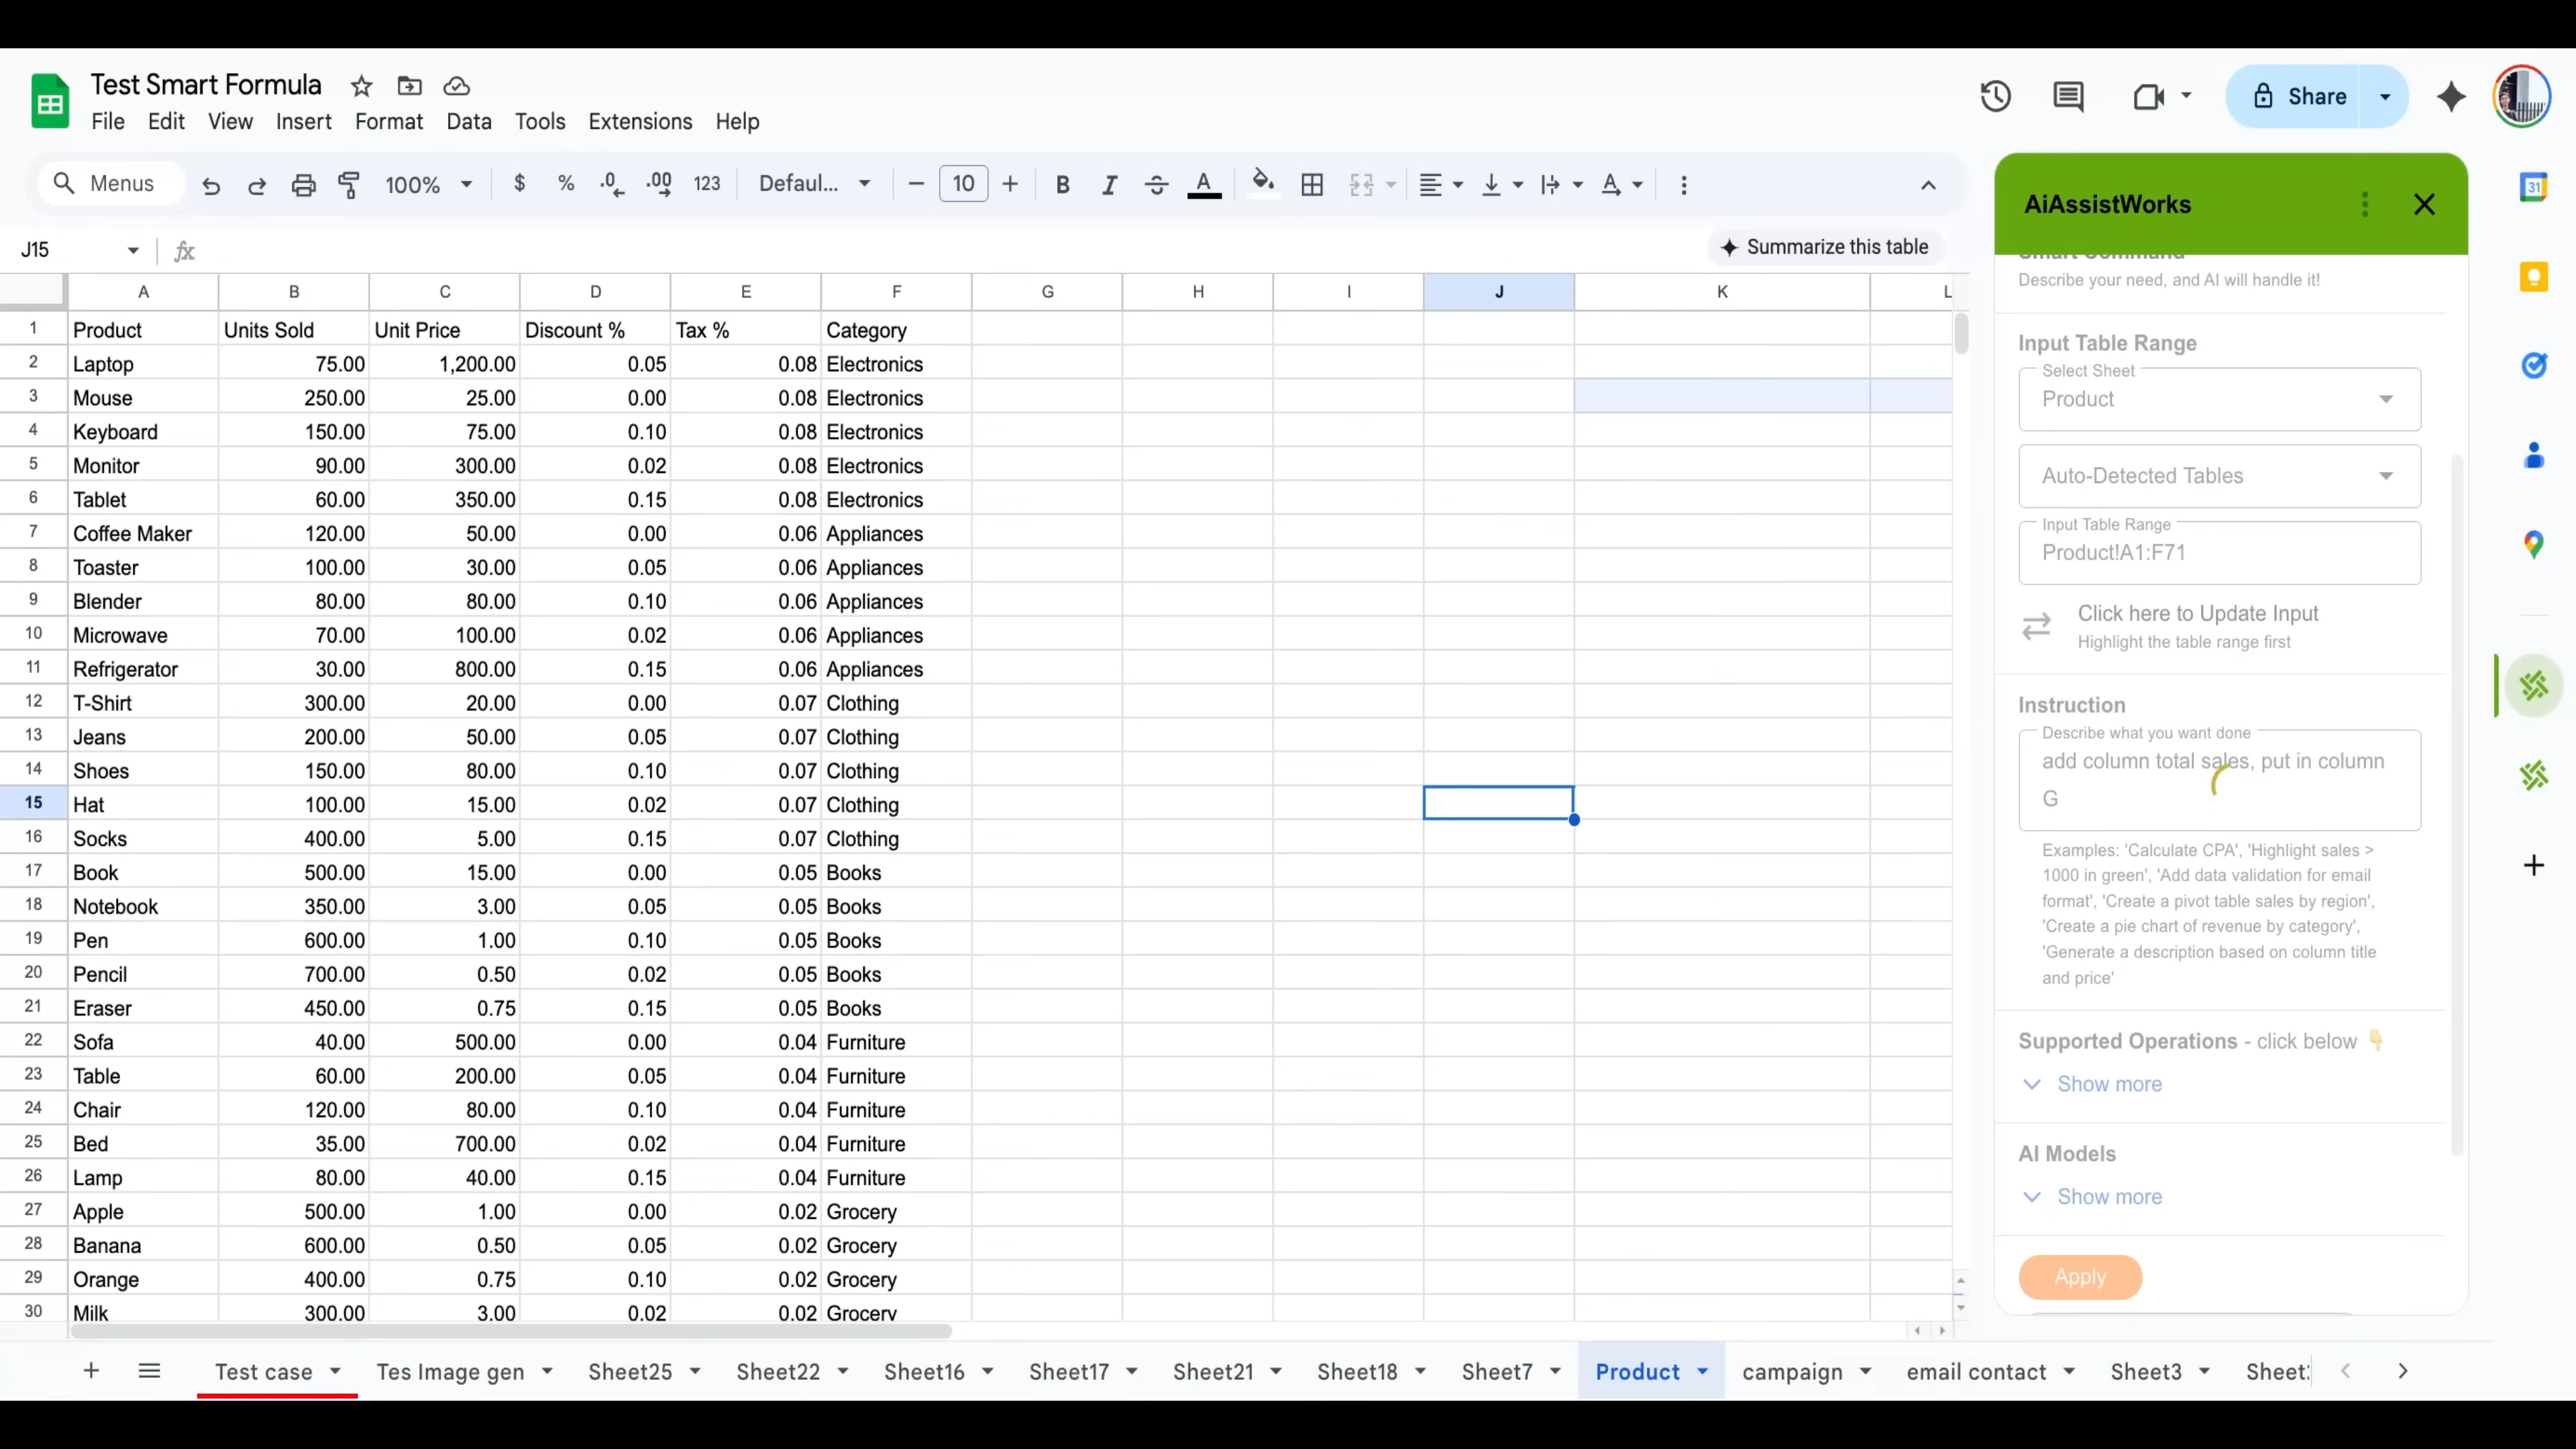 Test Smart Formula
File Edit View Insert Format Data Tools Extensions Help
Share
Menus 100% $ % .0 .00 123 Defaul... 10 B I A
J15 fx
Summarize this table
A B C D E F G H I J K L
1 Product Units Sold Unit Price Discount % Tax % Category
2 Laptop 75.00 1,200.00 0.05 0.08 Electronics
3 Mouse 250.00 25.00 0.00 0.08 Electronics
4 Keyboard 150.00 75.00 0.10 0.08 Electronics
5 Monitor 90.00 300.00 0.02 0.08 Electronics
6 Tablet 60.00 350.00 0.15 0.08 Electronics
7 Coffee Maker 120.00 50.00 0.00 0.06 Appliances
8 Toaster 100.00 30.00 0.05 0.06 Appliances
9 Blender 80.00 80.00 0.10 0.06 Appliances
10 Microwave 70.00 100.00 0.02 0.06 Appliances
11 Refrigerator 30.00 800.00 0.15 0.06 Appliances
12 T-Shirt 300.00 20.00 0.00 0.07 Clothing
13 Jeans 200.00 50.00 0.05 0.07 Clothing
14 Shoes 150.00 80.00 0.10 0.07 Clothing
15 Hat 100.00 15.00 0.02 0.07 Clothing
16 Socks 400.00 5.00 0.15 0.07 Clothing
17 Book 500.00 15.00 0.00 0.05 Books
18 Notebook 350.00 3.00 0.05 0.05 Books
19 Pen 600.00 1.00 0.10 0.05 Books
20 Pencil 700.00 0.50 0.02 0.05 Books
21 Eraser 450.00 0.75 0.15 0.05 Books
22 Sofa 40.00 500.00 0.00 0.04 Furniture
23 Table 60.00 200.00 0.05 0.04 Furniture
24 Chair 120.00 80.00 0.10 0.04 Furniture
25 Bed 35.00 700.00 0.02 0.04 Furniture
26 Lamp 80.00 40.00 0.15 0.04 Furniture
27 Apple 500.00 1.00 0.00 0.02 Grocery
28 Banana 600.00 0.50 0.05 0.02 Grocery
29 Orange 400.00 0.75 0.10 0.02 Grocery
30 Milk 300.00 3.00 0.02 0.02 Grocery
AiAssistWorks
Smart Command
Describe your need, and AI will handle it!
Input Table Range
Select Sheet
Product
Auto-Detected Tables
Input Table Range
Product!A1:F71
Click here to Update Input
Highlight the table range first
Instruction
Describe what you want done
add column total sales, put in column
G
Examples: 'Calculate CPA', 'Highlight sales >
1000 in green', 'Add data validation for email
format', 'Create a pivot table sales by region',
'Create a pie chart of revenue by category',
'Generate a description based on column title
and price'
Supported Operations - click below 👇
Show more
AI Models
Show more
Apply
31
Test case Tes Image gen Sheet25 Sheet22 Sheet16 Sheet17 Sheet21 Sheet18 Sheet7 Product campaign email contact Sheet3 Sheet